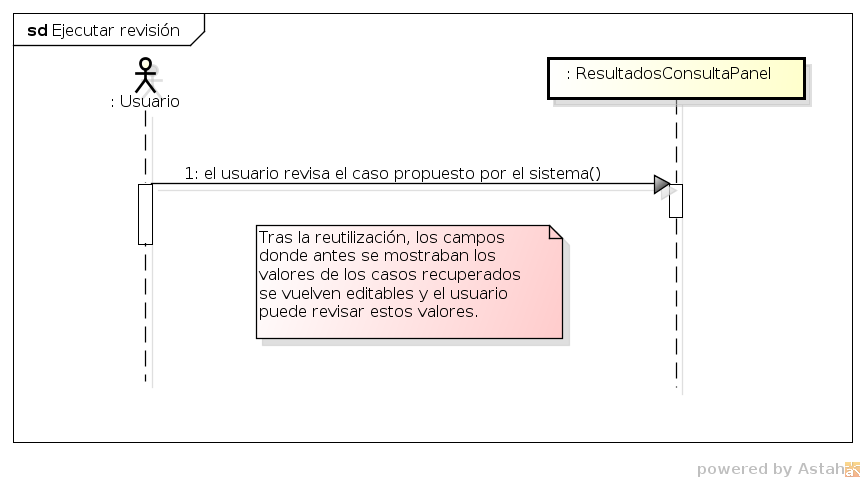 sd Ejecutar revisión
: Usuario
: ResultadosConsultaPanel
1: el usuario revisa el caso propuesto por el sistema()
Tras la reutilización, los campos
donde antes se mostraban los
valores de los casos recuperados
se vuelven editables y el usuario
puede revisar estos valores.
powered by Astah